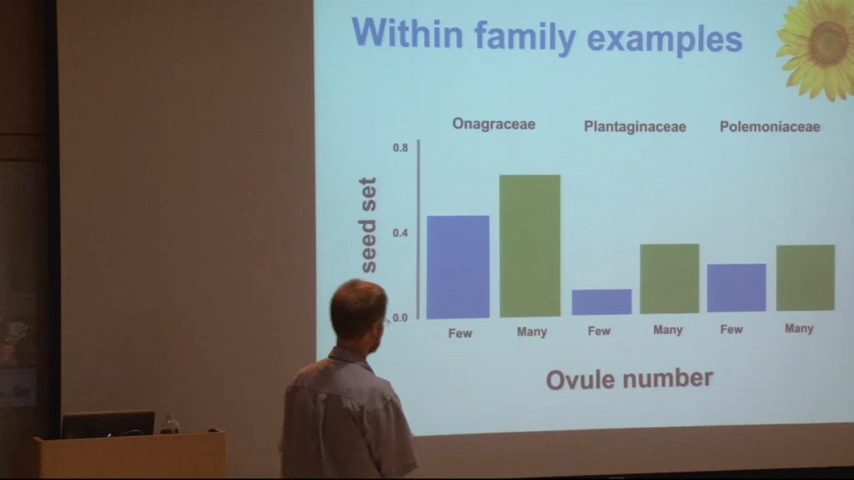 Within family examples
Onagraceae Plantaginaceae Polemoniaceae
0.8
0.4
0.0
seed set
Few Many Few Many Few Many
Ovule number